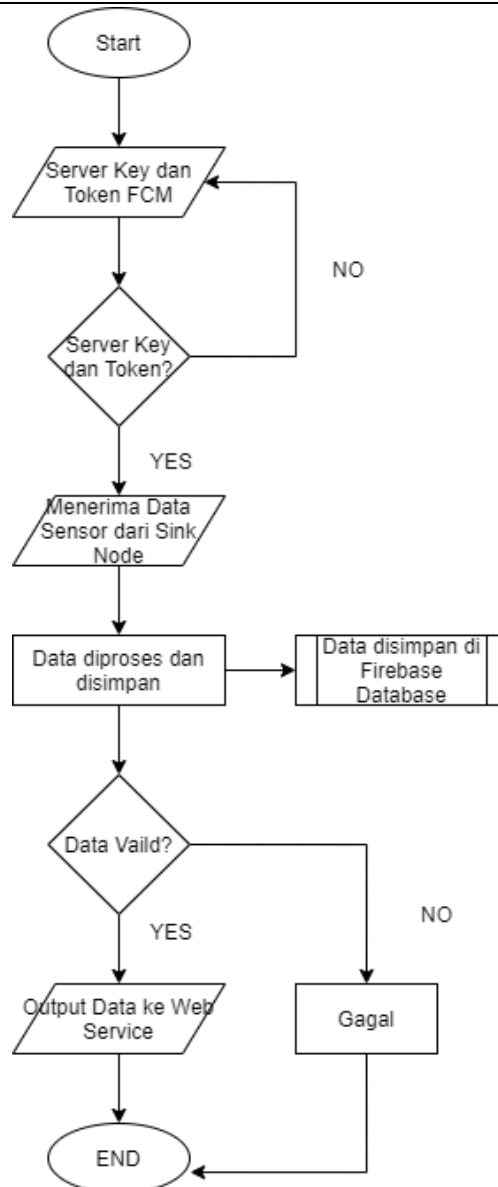 Start
Server Key dan
Token FCM
NO
Server Key
dan Token?
YES
Menerima Data
Sensor dari Sink
Node
Data diproses dan
disimpan
Data disimpan di
Firebase
Database
Data Vaild?
NO
YES
Output Data ke Web
Service
Gagal
END